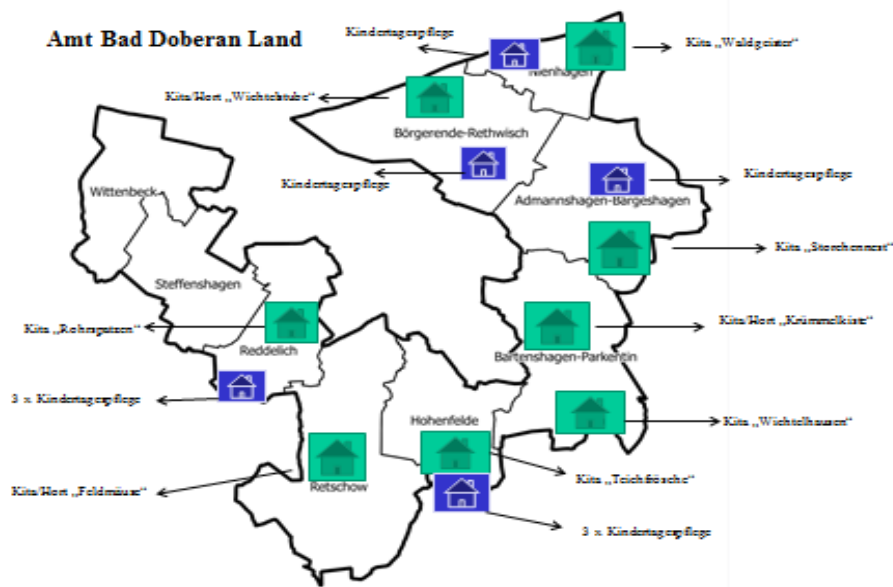 Amt Bad Doberan Land
Kindertagespflege
Kita „Waldgeister“
Nienhagen
Kita/Hort „Wichtelstube“
Börgerende-Rethwisch
Kindertagespflege
Kindertagespflege
Wittenbeck
Admannshagen-Bargeshagen
Kita „Storchennest“
Steffenshagen
Kita „Rohrspatzen“
Kita/Hort „Krümmelkiste“
Reddelich
Bartenshagen-Parkentin
3 x Kindertagespflege
Hohenfelde
Kita „Wichtelhausen“
Kita „Teichfrösche“
Kita/Hort „Feldmäuse“
Retschow
3 x Kindertagespflege